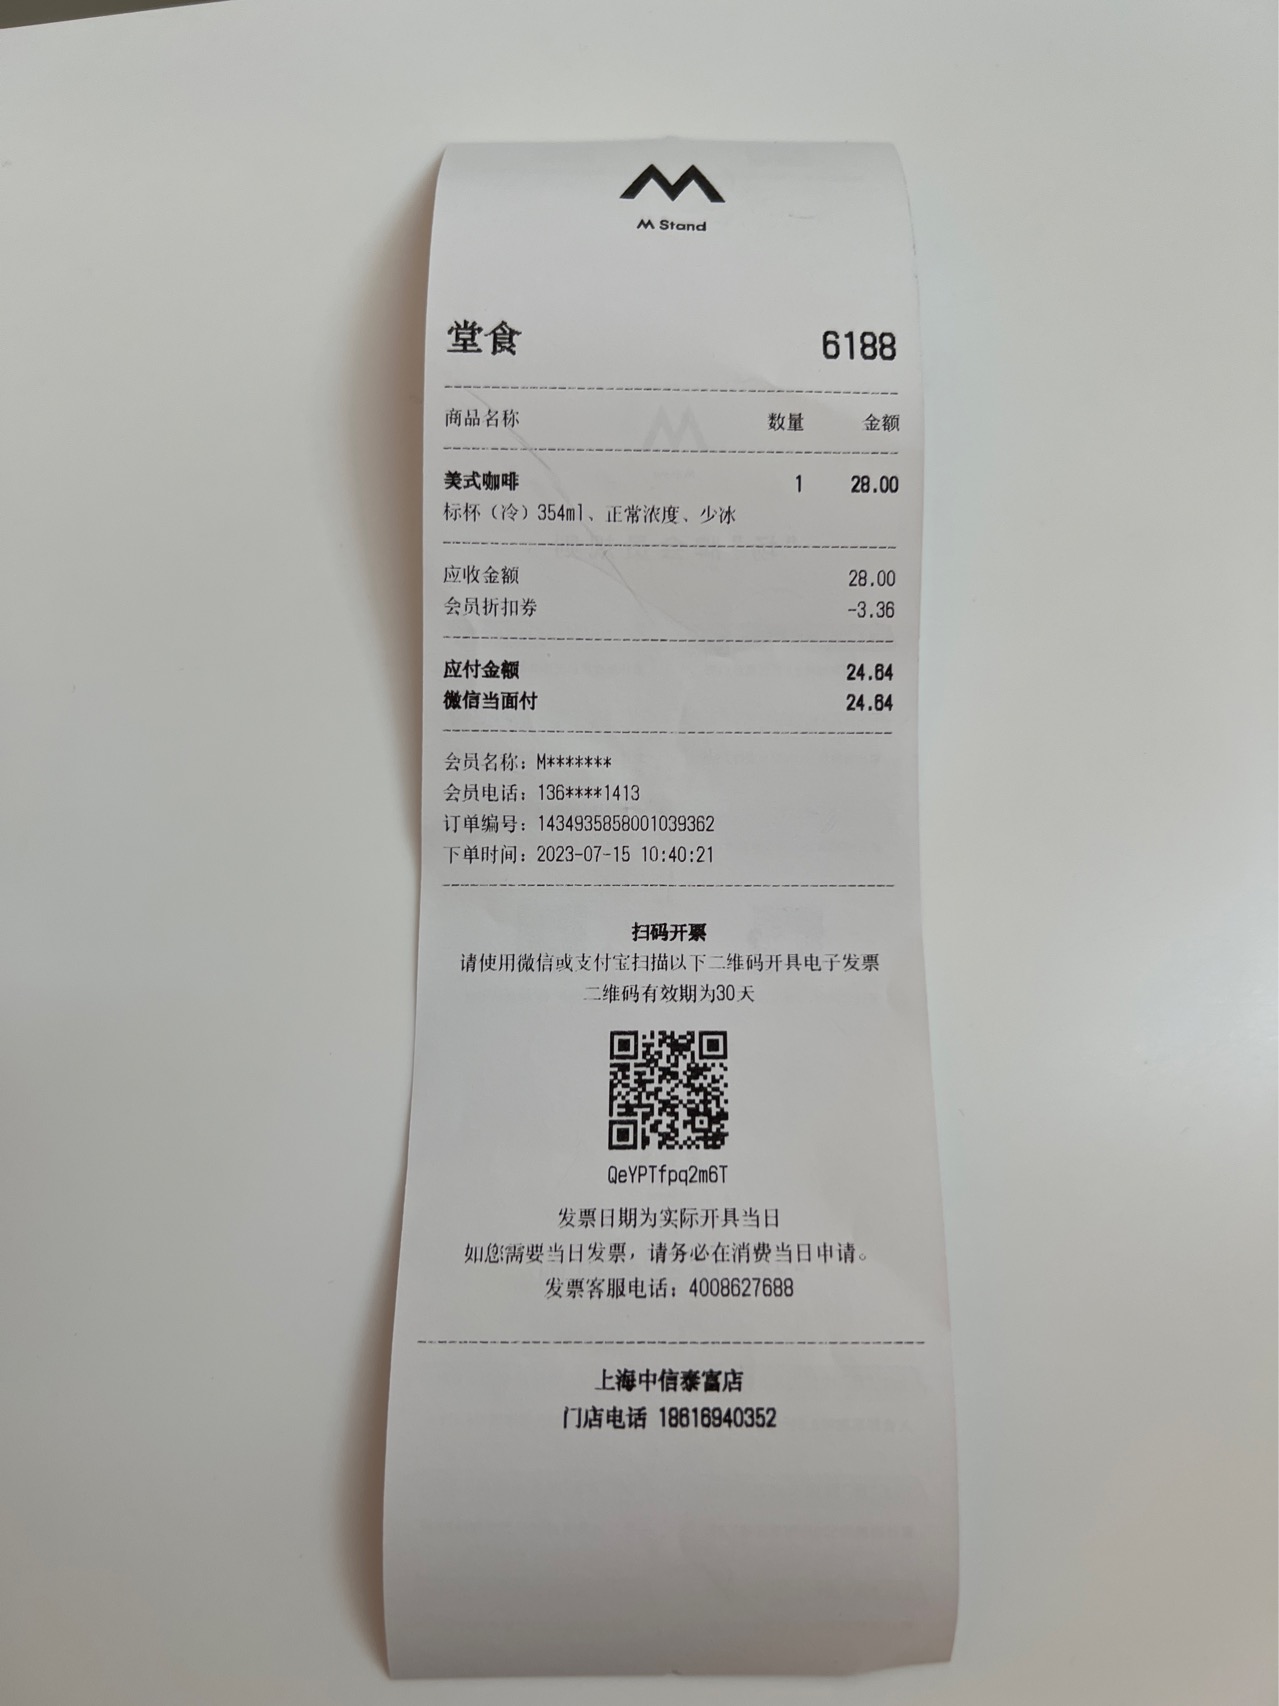 M Stand
堂食 6188
商品名称 数量 金额
美式咖啡 1 28.00
标杯（冷）354ml、正常浓度、少冰
应收金额 28.00
会员折扣券 -3.36
应付金额 24.64
微信当面付 24.64
会员名称：M*******
会员电话：136****1413
订单编号：1434935858001039362
下单时间：2023-07-15 10:40:21
扫码开票
请使用微信或支付宝扫描以下二维码开具电子发票
二维码有效期为30天
QeYPTfpq2m6T
发票日期为实际开具当日
如您需要当日发票，请务必在消费当日申请。
发票客服电话：4008627688
上海中信泰富店
门店电话 18616940352